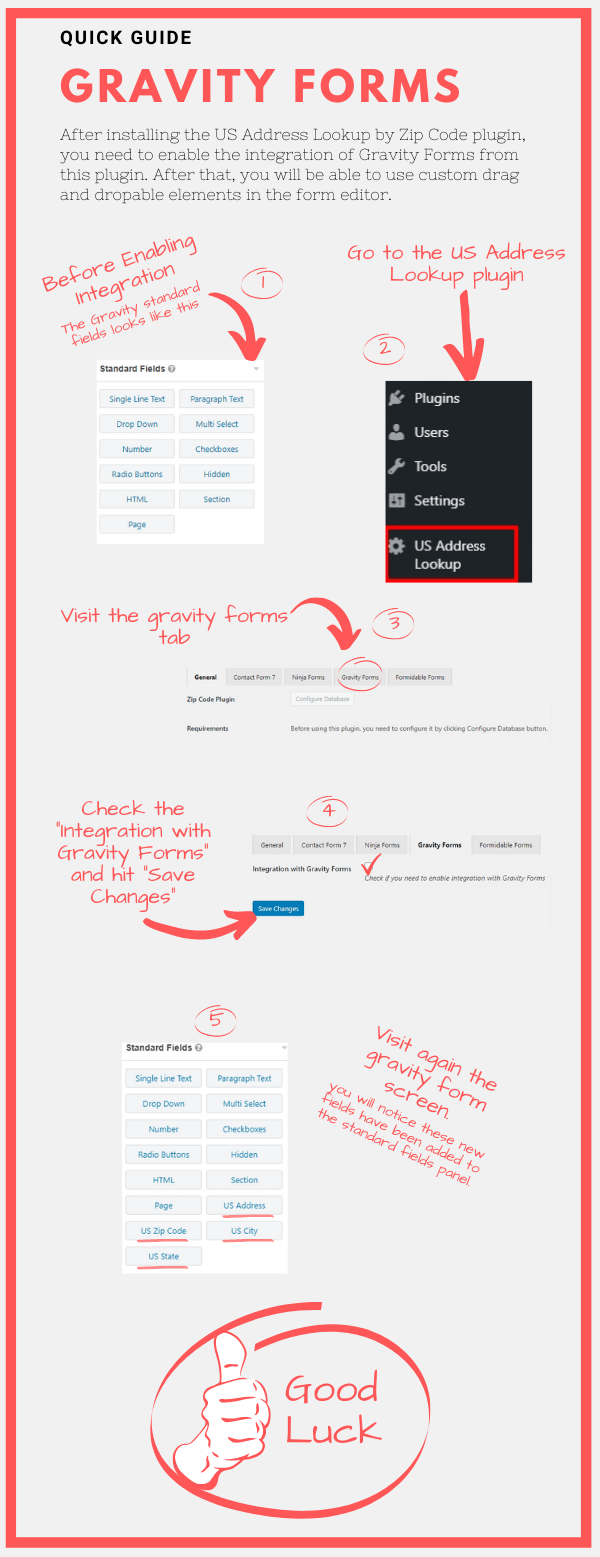 QUICK GUIDE
GRAVITY FORMS
After installing the US Address Lookup by Zip Code plugin,
you need to enable the integration of Gravity Forms from
this plugin. After that, you will be able to use custom drag
and dropable elements in the form editor.
Before Enabling
Integration
The Gravity standard
fields looks like this
1
Standard Fields
Single Line Text Paragraph Text
Drop Down Multi Select
Number Checkboxes
Radio Buttons Hidden
HTML Section
Page
Go to the US Address
Lookup plugin
2
Plugins
Users
Tools
Settings
US Address
Lookup
Visit the gravity forms
tab
3
General Contact Form 7 Ninja Forms Gravity Forms Formidable Forms
Zip Code Plugin Configure Database
Requirements Before using this plugin, you need to configure it by clicking Configure Database button.
Check the
"Integration with
Gravity Forms"
and hit "Save
Changes"
4
General Contact Form 7 Ninja Forms Gravity Forms Formidable Forms
Integration with Gravity Forms
Check if you need to enable integration with Gravity Forms
Save Changes
5
Standard Fields
Single Line Text Paragraph Text
Drop Down Multi Select
Number Checkboxes
Radio Buttons Hidden
HTML Section
Page US Address
US Zip Code US City
US State
Visit again the
gravity form
screen.
you will notice these new
fields have been added to
the standard fields panel.
Good
Luck